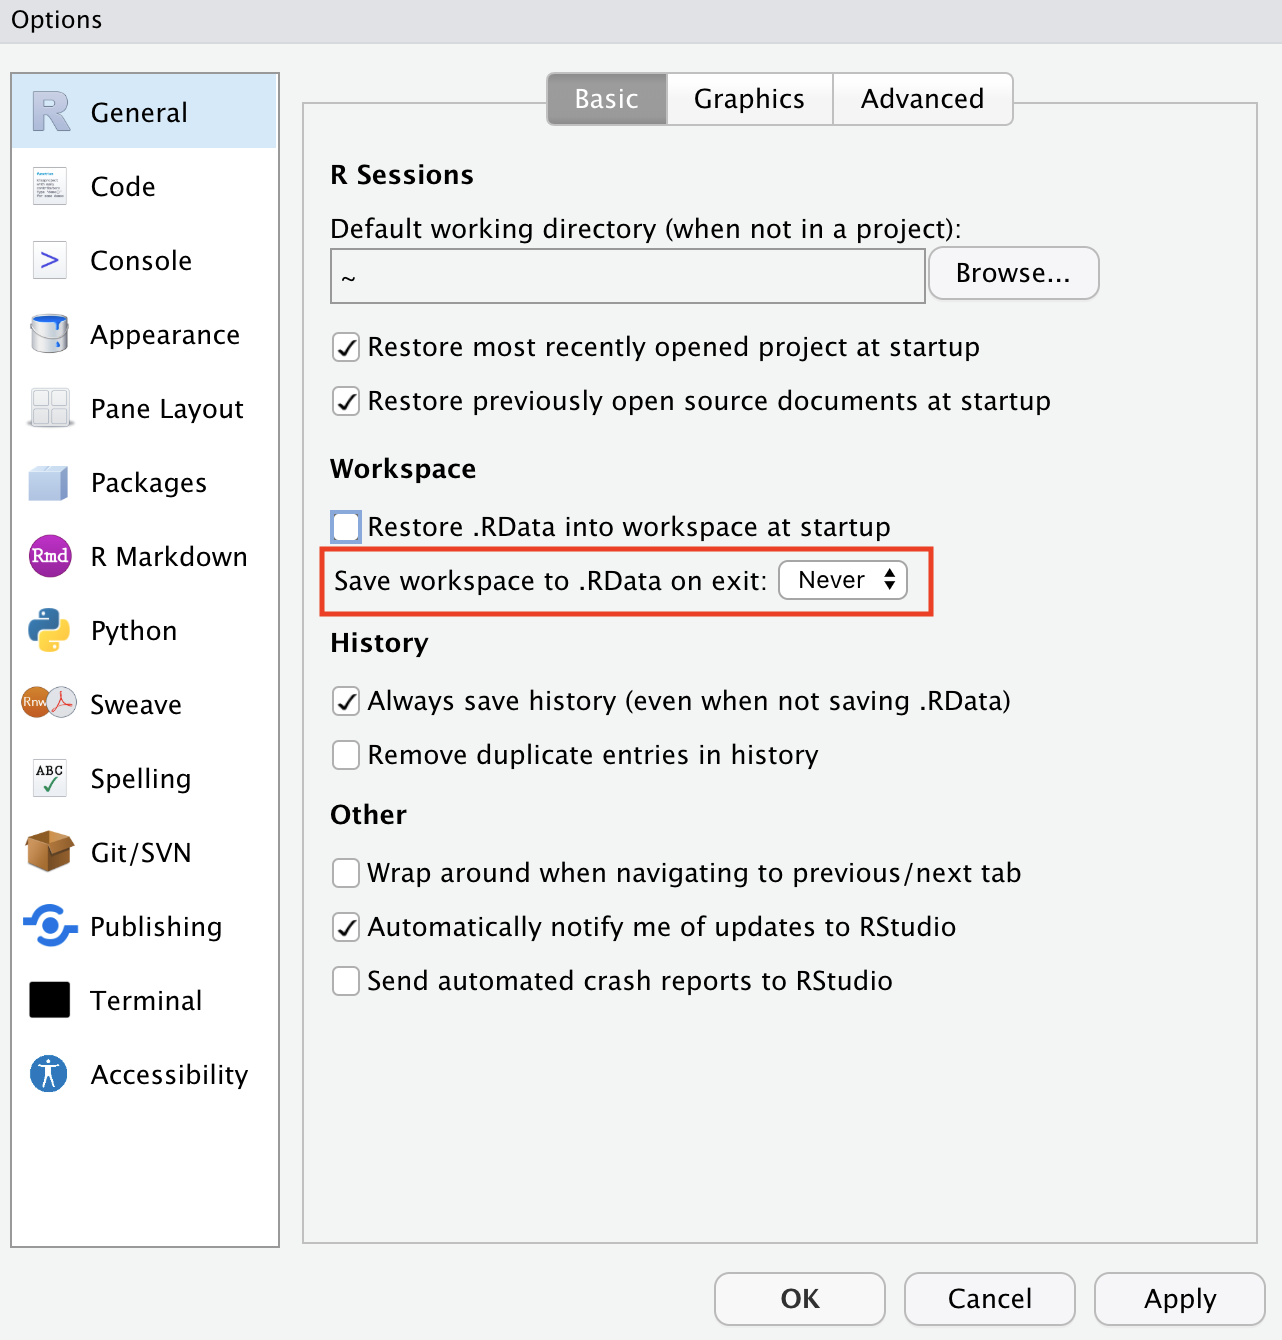 Options
General
Code
Console
Appearance
Pane Layout
Packages
Rmd R Markdown
Python
Rnw Sweave
ABC Spelling
Git/SVN
Publishing
Terminal
Accessibility
Basic Graphics Advanced
R Sessions
Default working directory (when not in a project):
~ Browse...
Restore most recently opened project at startup
Restore previously open source documents at startup
Workspace
Restore .RData into workspace at startup
Save workspace to .RData on exit: Never
History
Always save history (even when not saving .RData)
Remove duplicate entries in history
Other
Wrap around when navigating to previous/next tab
Automatically notify me of updates to RStudio
Send automated crash reports to RStudio
OK Cancel Apply